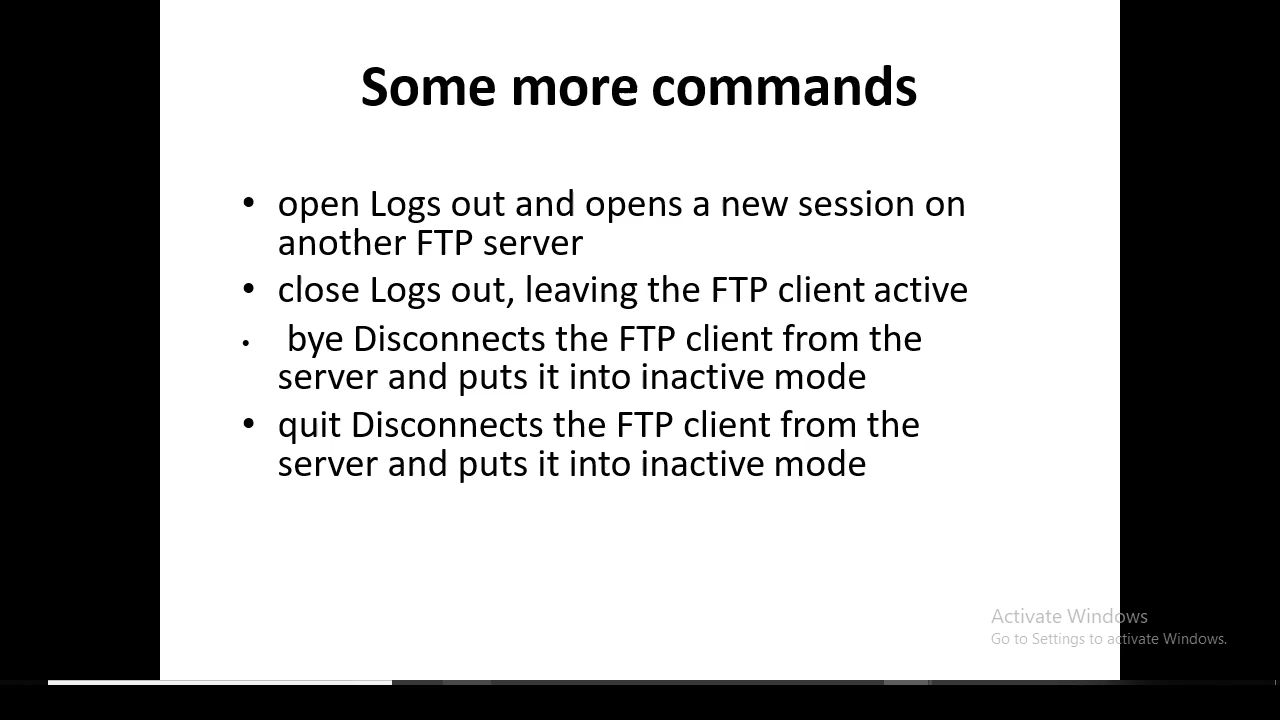 Some more commands
• open Logs out and opens a new session on
another FTP server
• close Logs out, leaving the FTP client active
• bye Disconnects the FTP client from the
server and puts it into inactive mode
• quit Disconnects the FTP client from the
server and puts it into inactive mode
Activate Windows
Go to Settings to activate Windows.